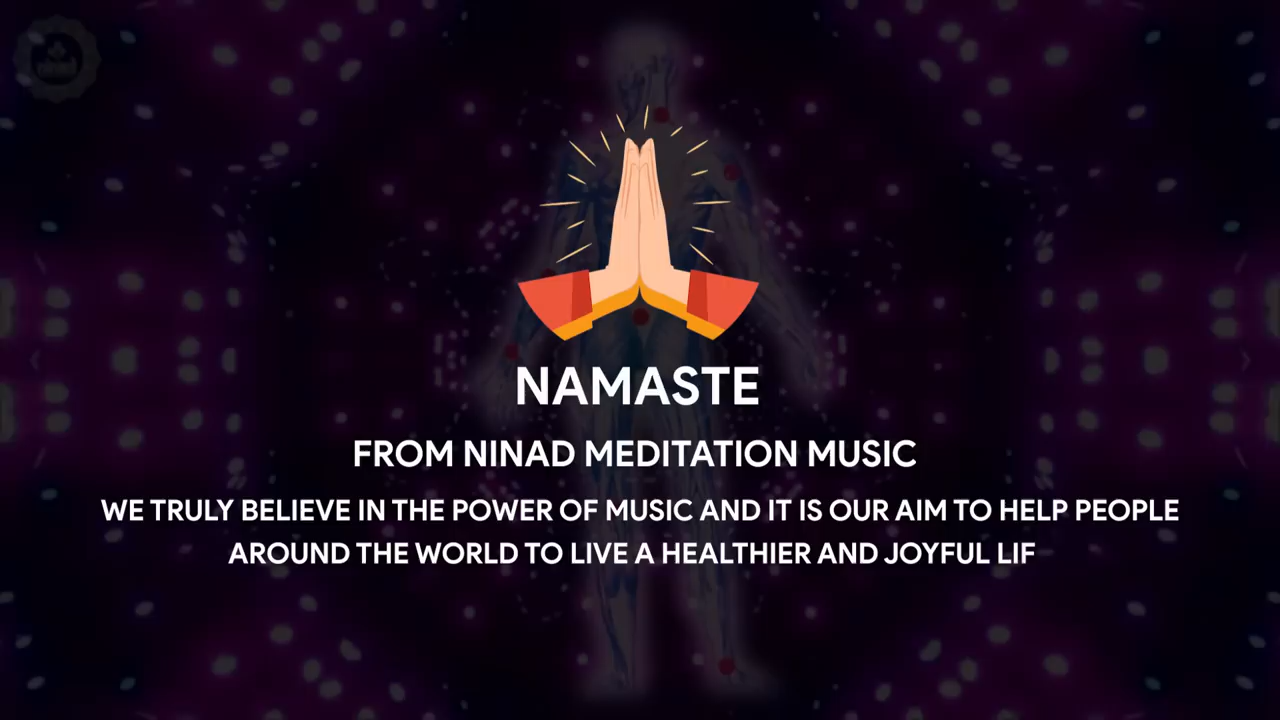 NAMASTE
FROM NINAD MEDITATION MUSIC
WE TRULY BELIEVE IN THE POWER OF MUSIC AND IT IS OUR AIM TO HELP PEOPLE
AROUND THE WORLD TO LIVE A HEALTHIER AND JOYFUL LIF